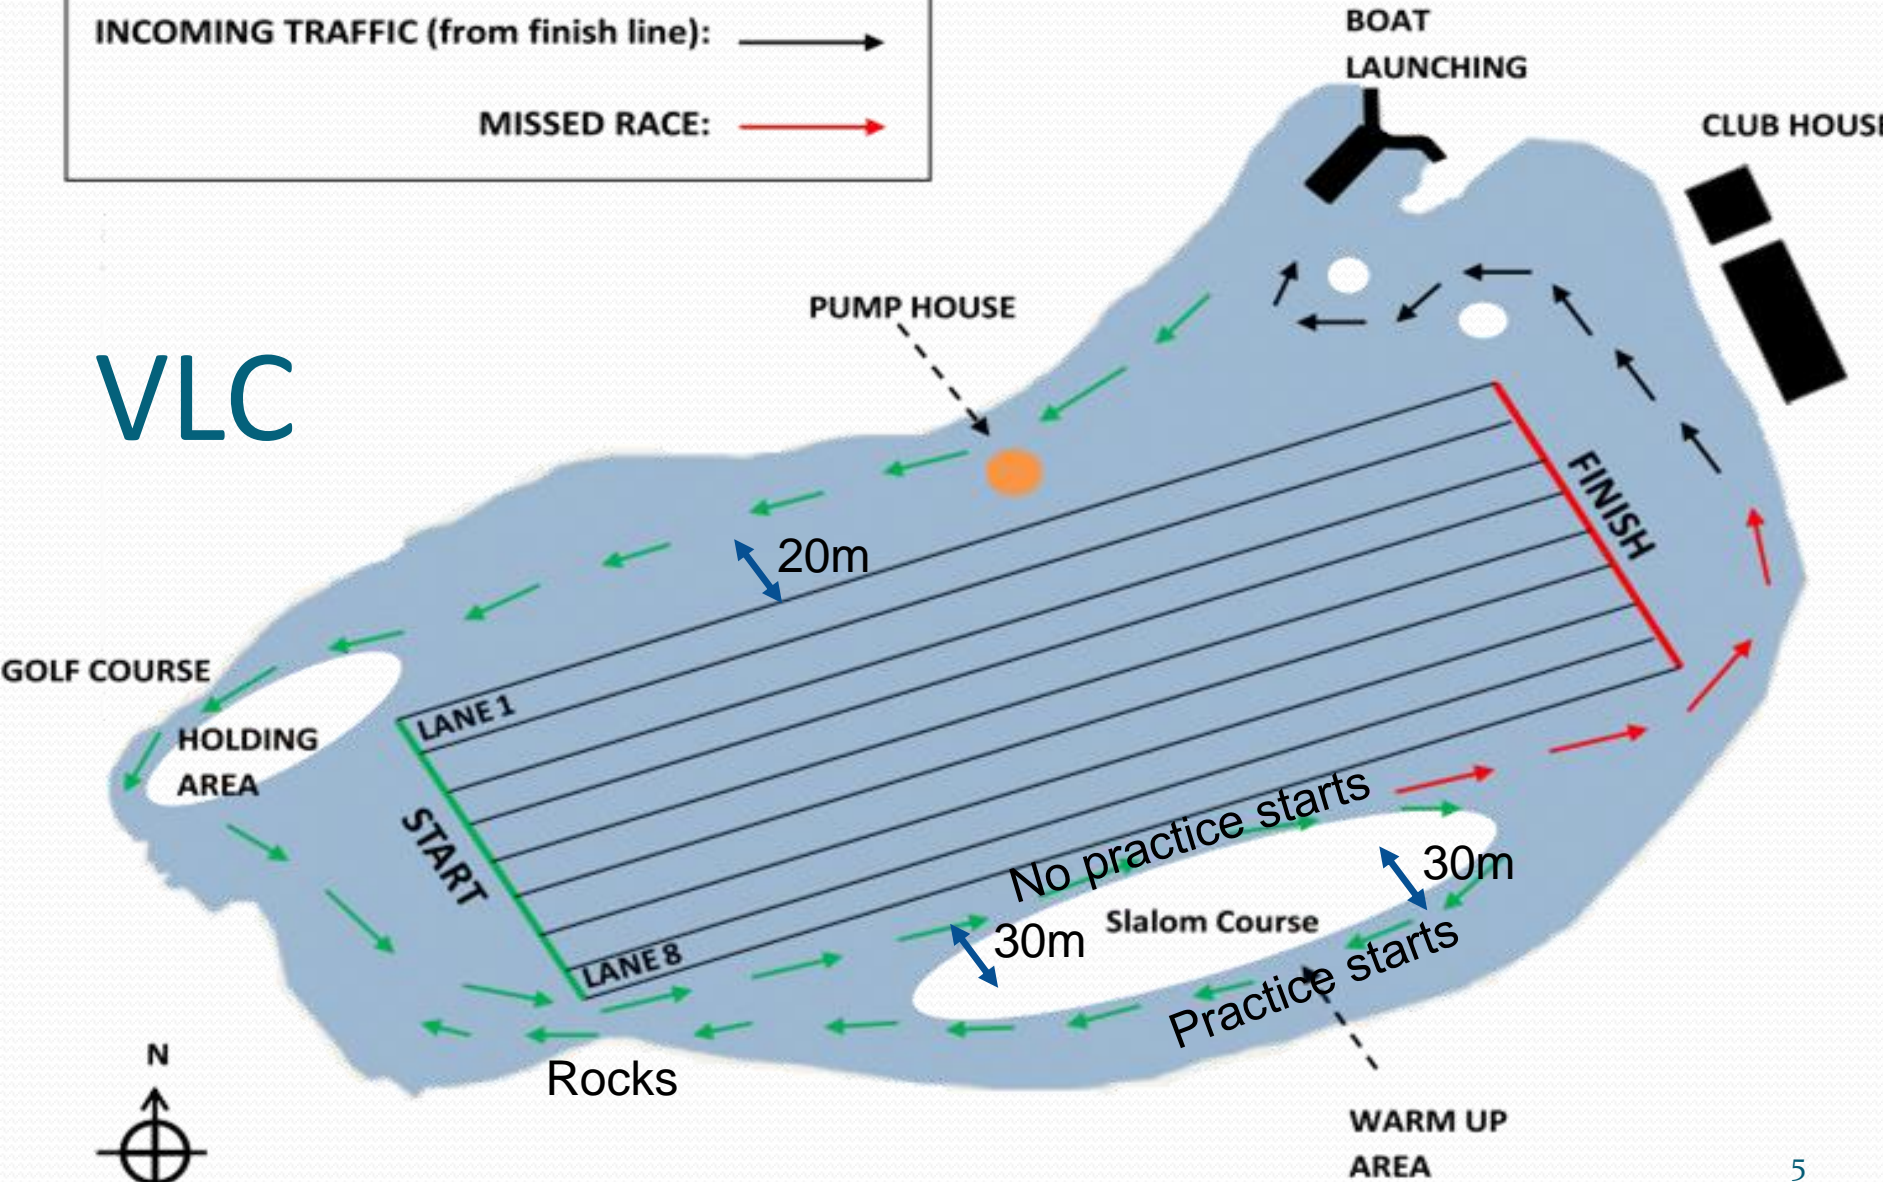 INCOMING TRAFFIC (from finish line):
MISSED RACE:
BOAT
LAUNCHING
CLUB HOUSE
PUMP HOUSE
VLC
20m
FINISH
GOLF COURSE
HOLDING
AREA
LANE 1
START
LANE 8
No practice starts
30m
Slalom Course
30m
Practice starts
Rocks
N
WARM UP
AREA
5